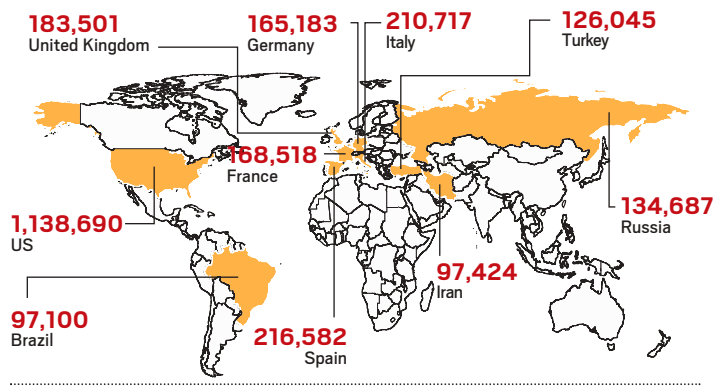 183,501
United Kingdom
165,183
Germany
210,717
Italy
126,045
Turkey
168,518
France
1,138,690
US
134,687
Russia
97,424
Iran
97,100
Brazil
216,582
Spain